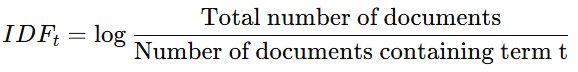 IDF_t = log Total number of documents / Number of documents containing term t